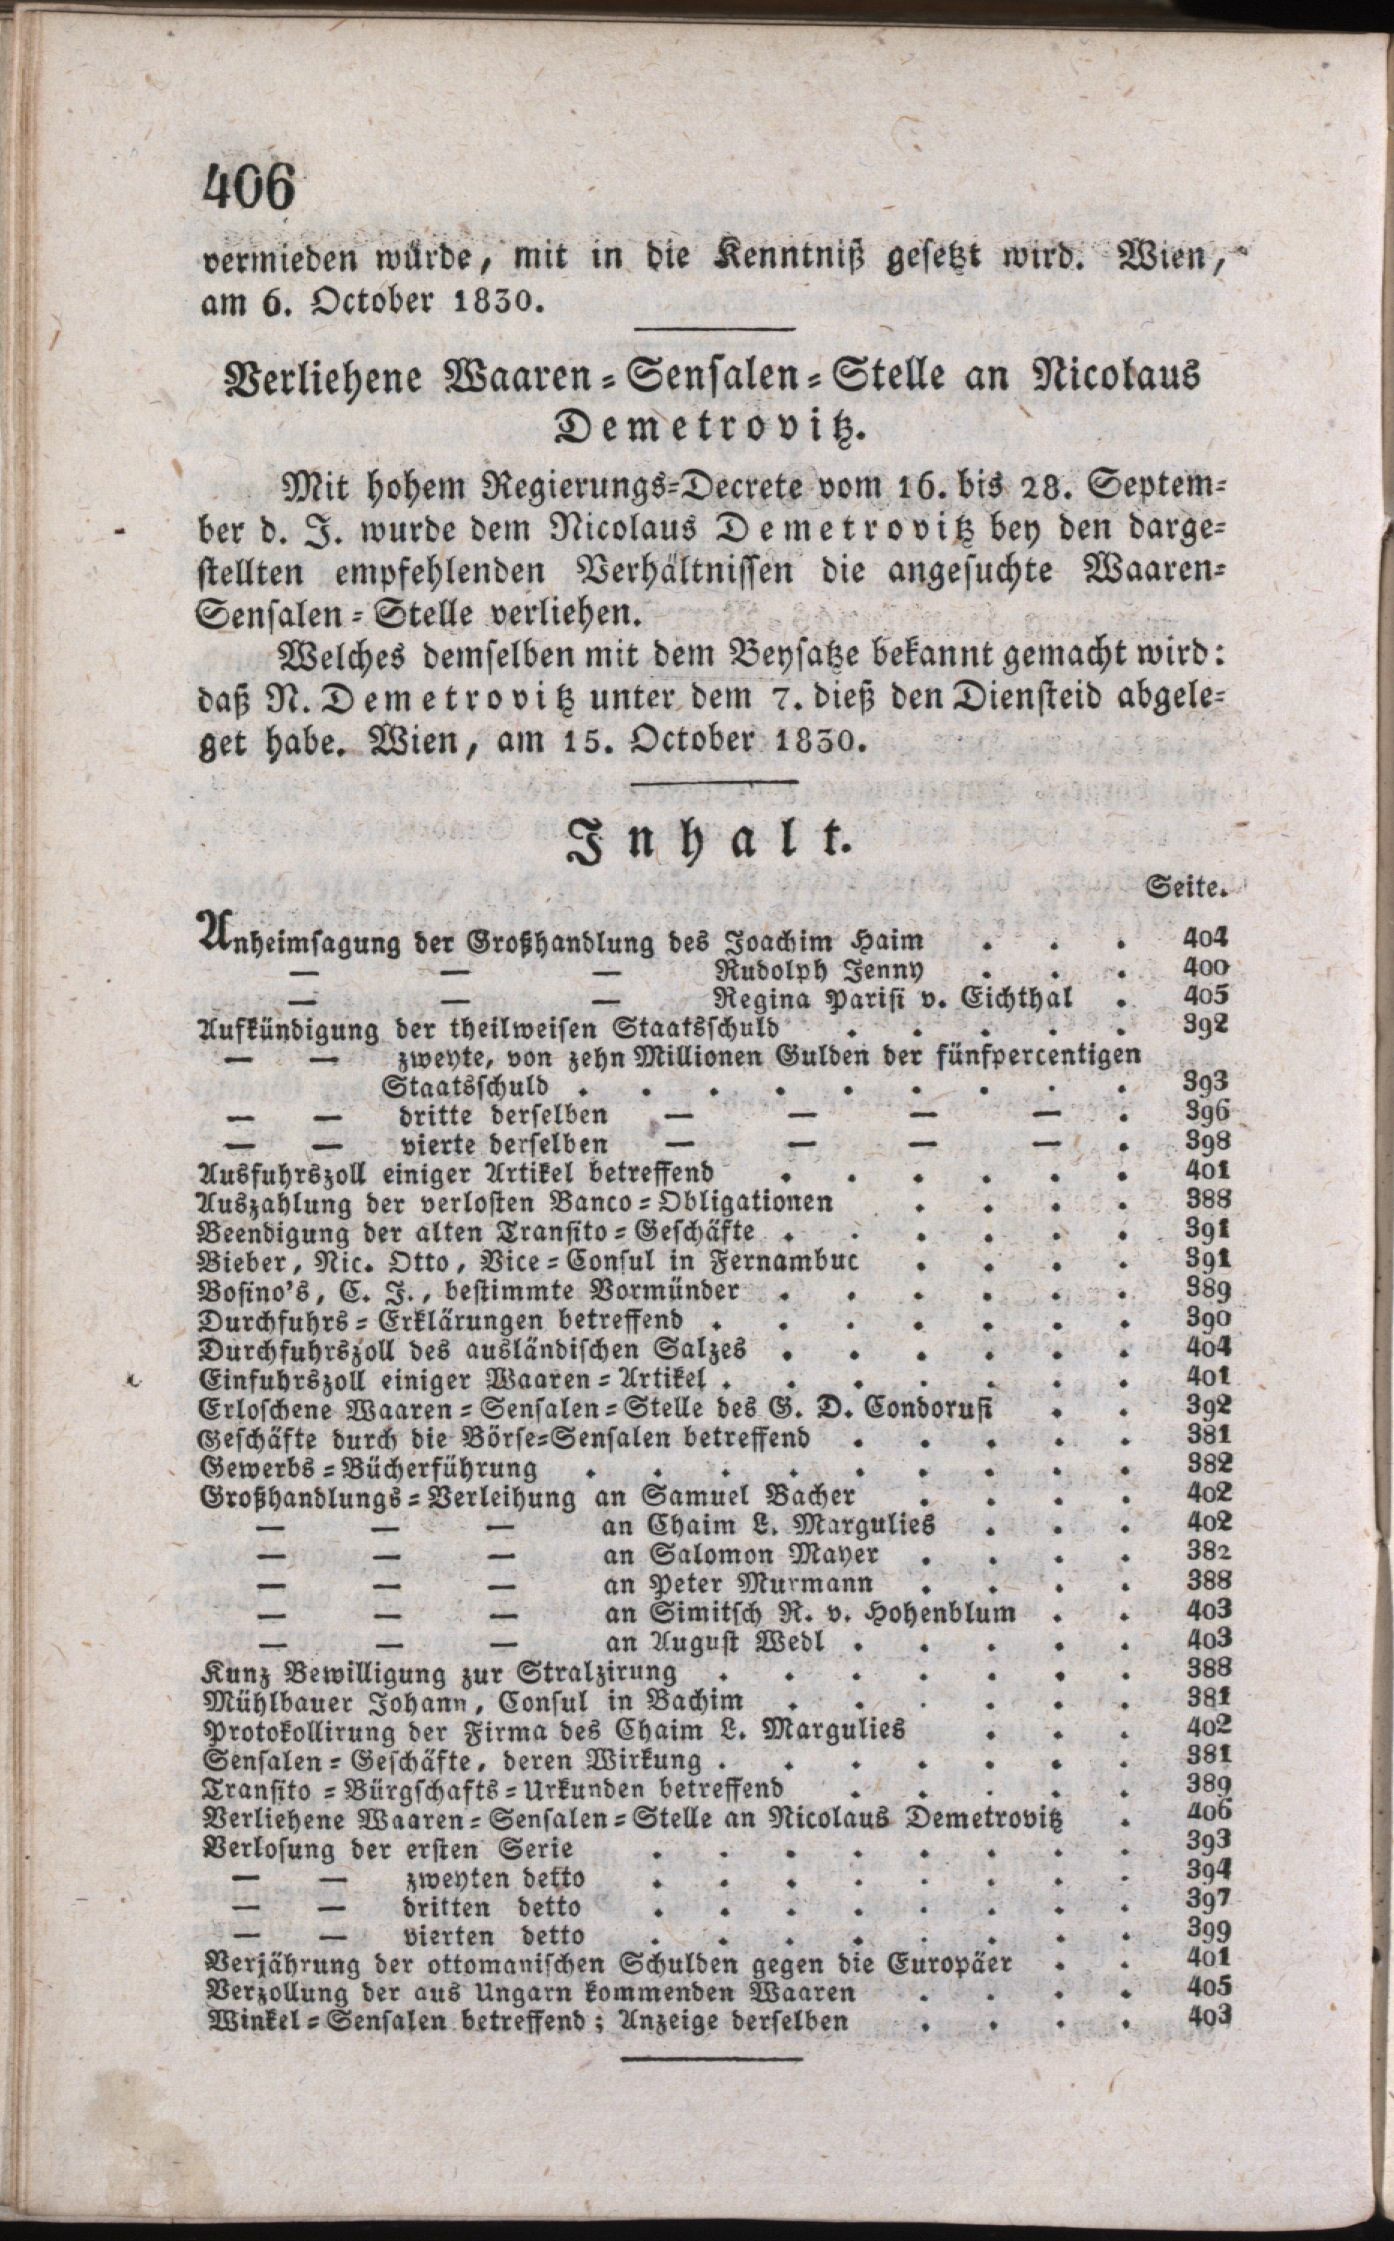 406
vermieden würde, mit in die Kenntniß gesetzt wird. Wien,
am 6. October 1830.
Verliehene Waaren-Sensalen-Stelle an Nicolaus
Demetrovitz.
Mit hohem Regierungs-Decrete vom 16. bis 28. Septem-
ber d. J. wurde dem Nicolaus Demetrovitz bey den darge-
stellten empfehlenden Verhältnissen die angesuchte Waaren-
Sensalen-Stelle verliehen.
Welches demselben mit dem Beysatze bekannt gemacht wird:
daß N. Demetrovitz unter dem 7. dieß den Diensteid abgele-
get habe. Wien, am 15. October 1830.
Inhalt.
Seite.
Anheimsagung der Großhandlung des Joachim Haim . . . 404
— — — Rudolph Jenny . . . 400
— — — Regina Parisi v. Eichthal . 405
Aufkündigung der theilweisen Staatsschuld . . . . . 392
— — zweyte, von zehn Millionen Gulden der fünfpercentigen
Staatsschuld . . . . . . . . . 393
— — dritte derselben — — — — . 396
— — vierte derselben — — — — . 398
Ausfuhrszoll einiger Artikel betreffend . . . . . . 401
Auszahlung der verlosten Banco-Obligationen . . . . 388
Beendigung der alten Transito-Geschäfte . . . . . . 391
Bieber, Nic. Otto, Vice-Consul in Fernambuc . . . . 391
Bosino's, C. J., bestimmte Vormünder . . . . . . 389
Durchfuhrs-Erklärungen betreffend . . . . . . . 390
Durchfuhrszoll des ausländischen Salzes . . . . . . 404
Einfuhrszoll einiger Waaren-Artikel . . . . . . . 401
Erloschene Waaren-Sensalen-Stelle des G. D. Condorusi . . 392
Geschäfte durch die Börse-Sensalen betreffend . . . . . 381
Gewerbs-Bücherführung . . . . . . . . . 382
Großhandlungs-Verleihung an Samuel Bacher . . . . 402
— — — an Chaim L. Margulies . . . 402
— — — an Salomon Mayer . . . . 382
— — — an Peter Murmann . . . . 388
— — — an Simitsch R. v. Hohenblum . . 403
— — — an August Wedl . . . . . 403
Kunz Bewilligung zur Stralzirung . . . . . . . 388
Mühlbauer Johann, Consul in Bachim . . . . . . 381
Protokollirung der Firma des Chaim L. Margulies . . . 402
Sensalen-Geschäfte, deren Wirkung . . . . . . . 381
Transito-Bürgschafts-Urkunden betreffend . . . . . 389
Verliehene Waaren-Sensalen-Stelle an Nicolaus Demetrovitz . 406
Verlosung der ersten Serie . . . . . . . . 393
— — zweyten detto . . . . . . . . 394
— — dritten detto . . . . . . . . 397
— — vierten detto . . . . . . . . 399
Verjährung der ottomanischen Schulden gegen die Europäer . . 401
Verzollung der aus Ungarn kommenden Waaren . . . . 405
Winkel-Sensalen betreffend; Anzeige derselben . . . . 403